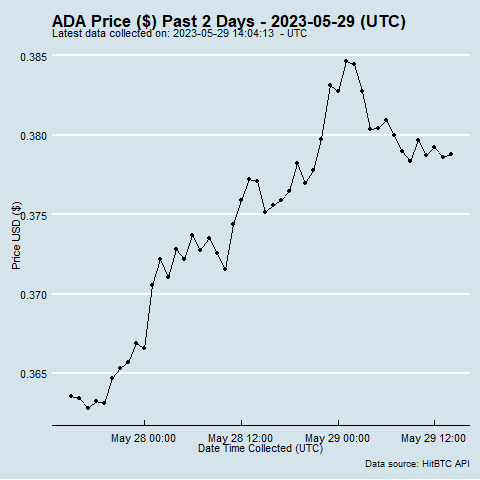 ADA Price ($) Past 2 Days - 2023-05-29 (UTC)
Latest data collected on: 2023-05-29 14:04:13 - UTC
0.385
0.380
0.375
0.370
0.365
Price USD ($)
May 28 00:00 May 28 12:00 May 29 00:00 May 29 12:00
Date Time Collected (UTC)
Data source: HitBTC API